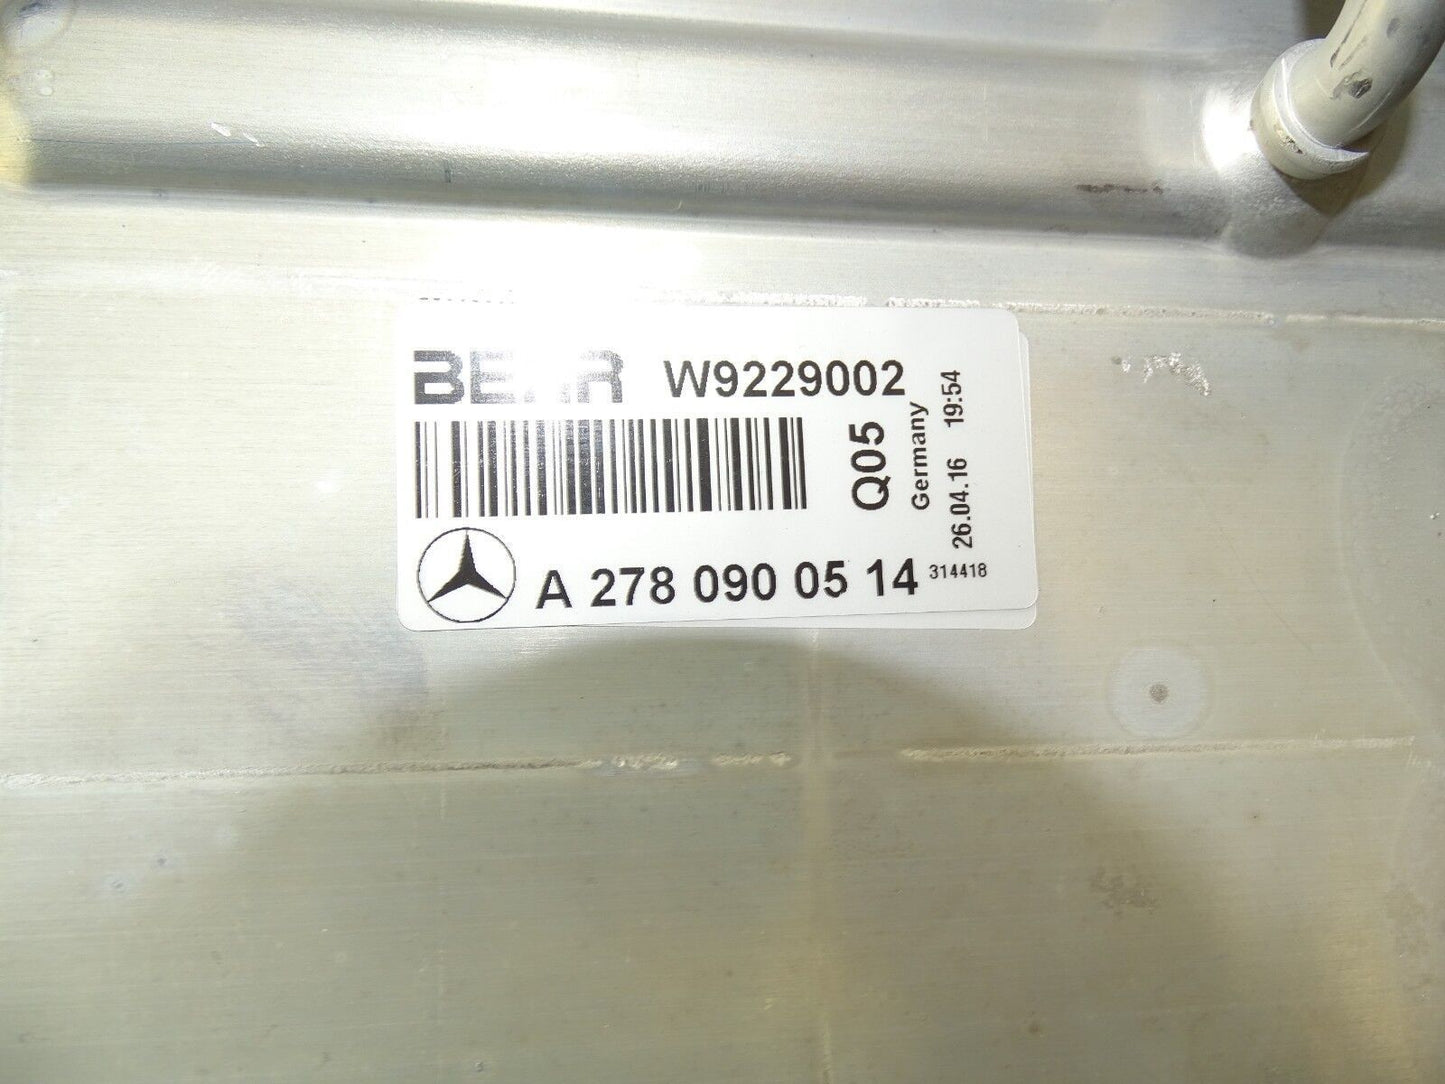 BEHR W9229002
Q05
Germany
26.04.16 19:54
A 278 090 05 14 314418